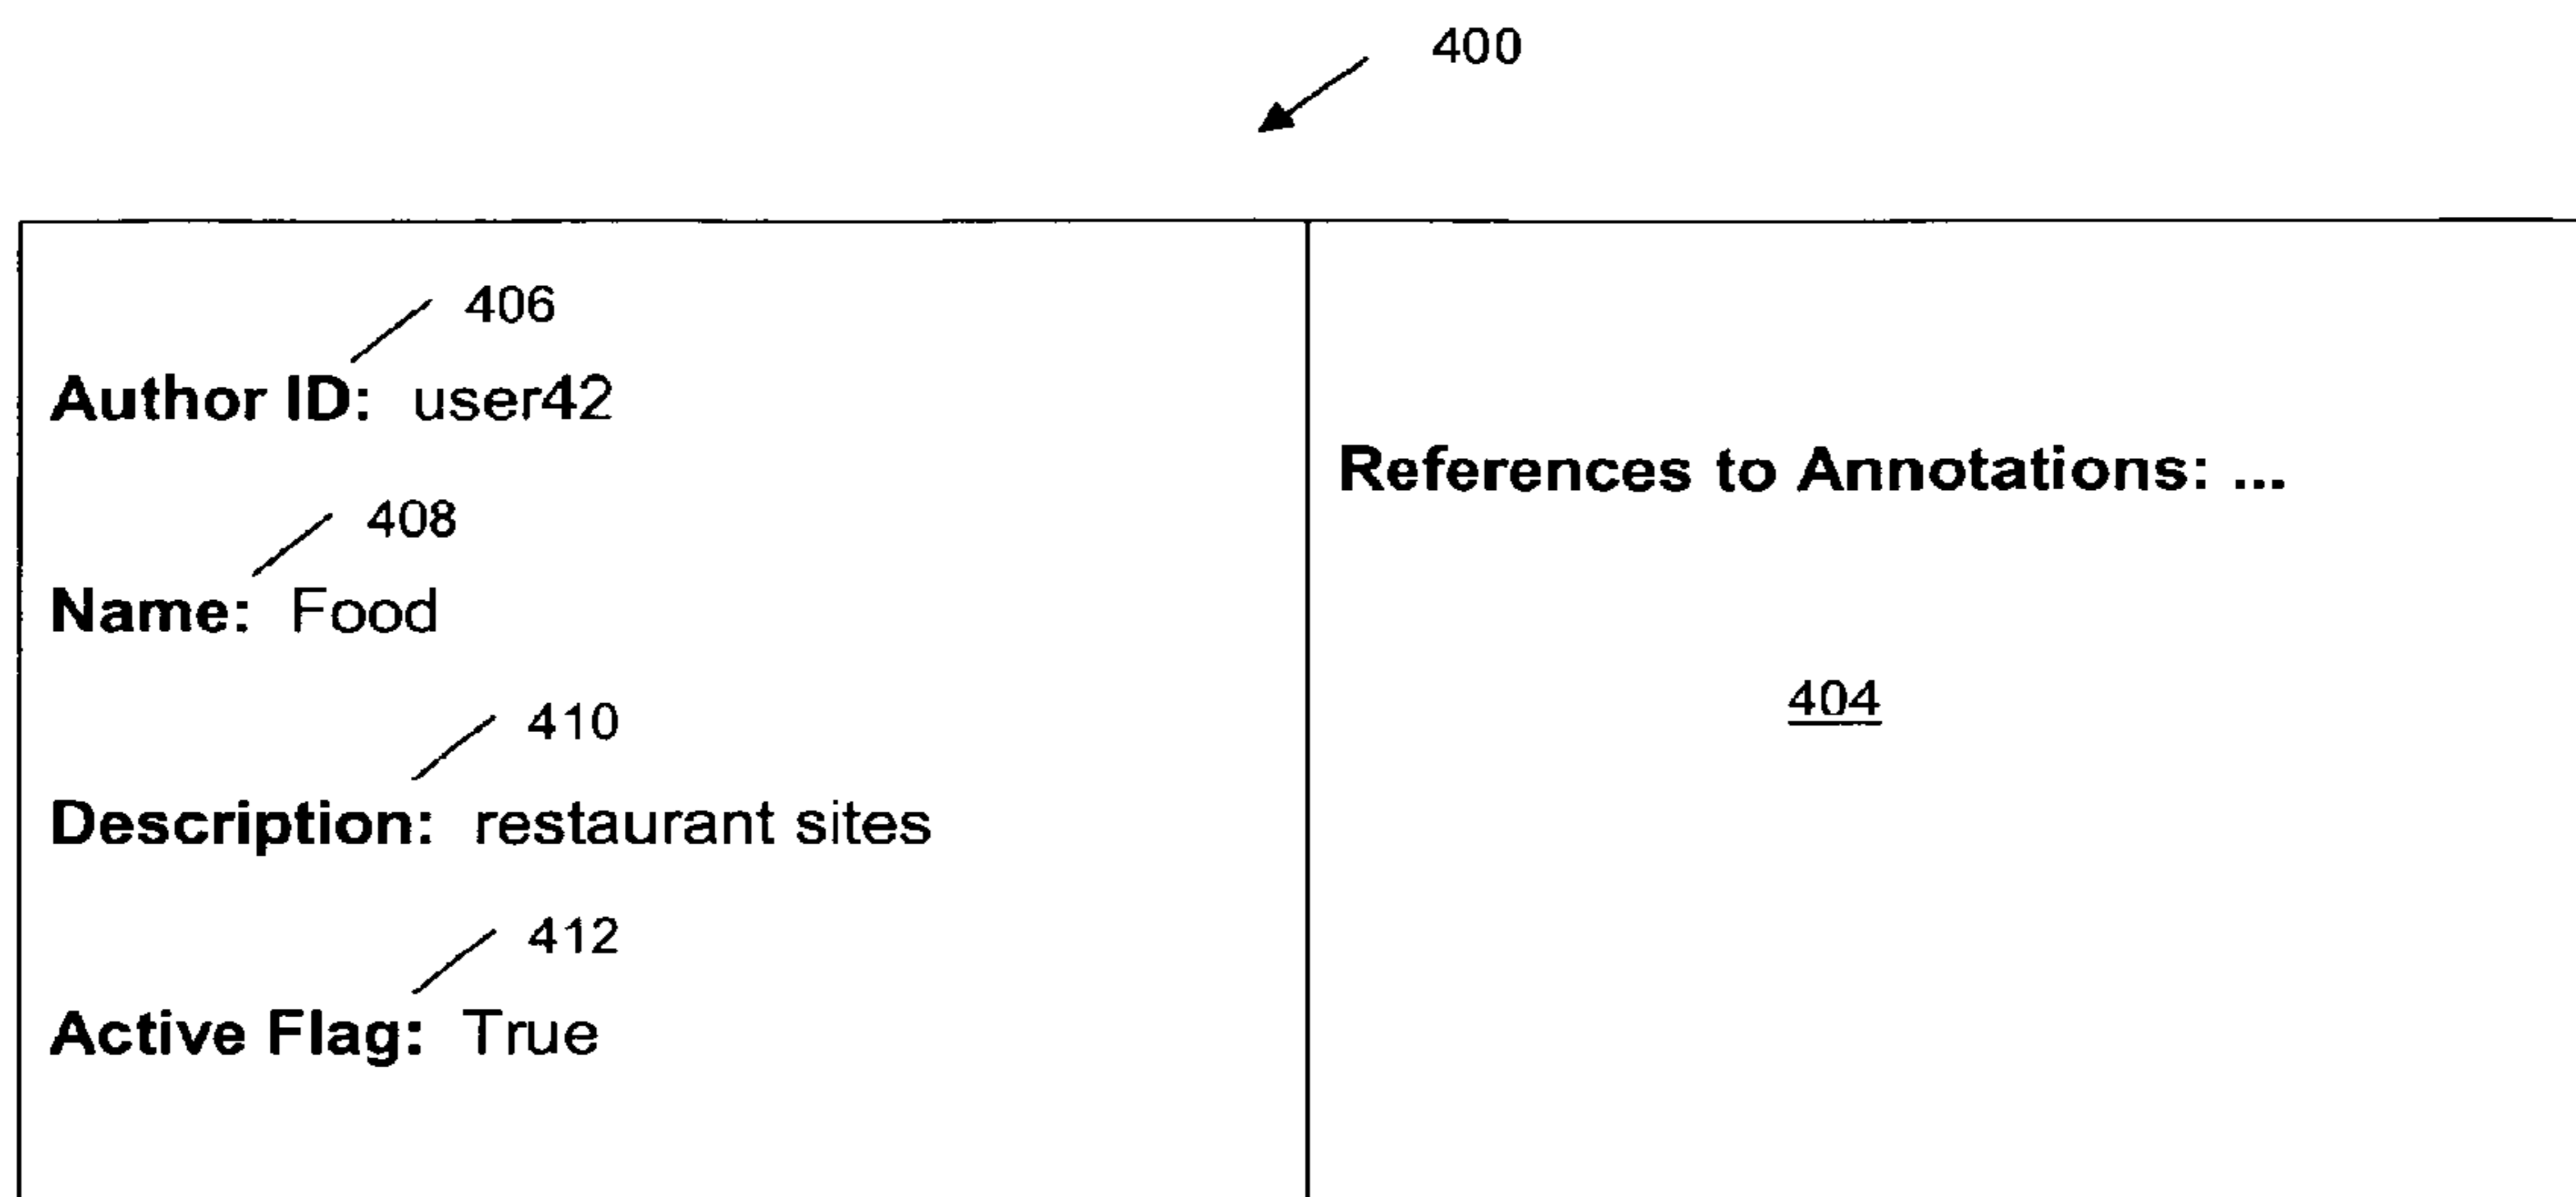 400
406
Author ID: user42
408
Name: Food
410
Description: restaurant sites
412
Active Flag: True
References to Annotations: ...
404